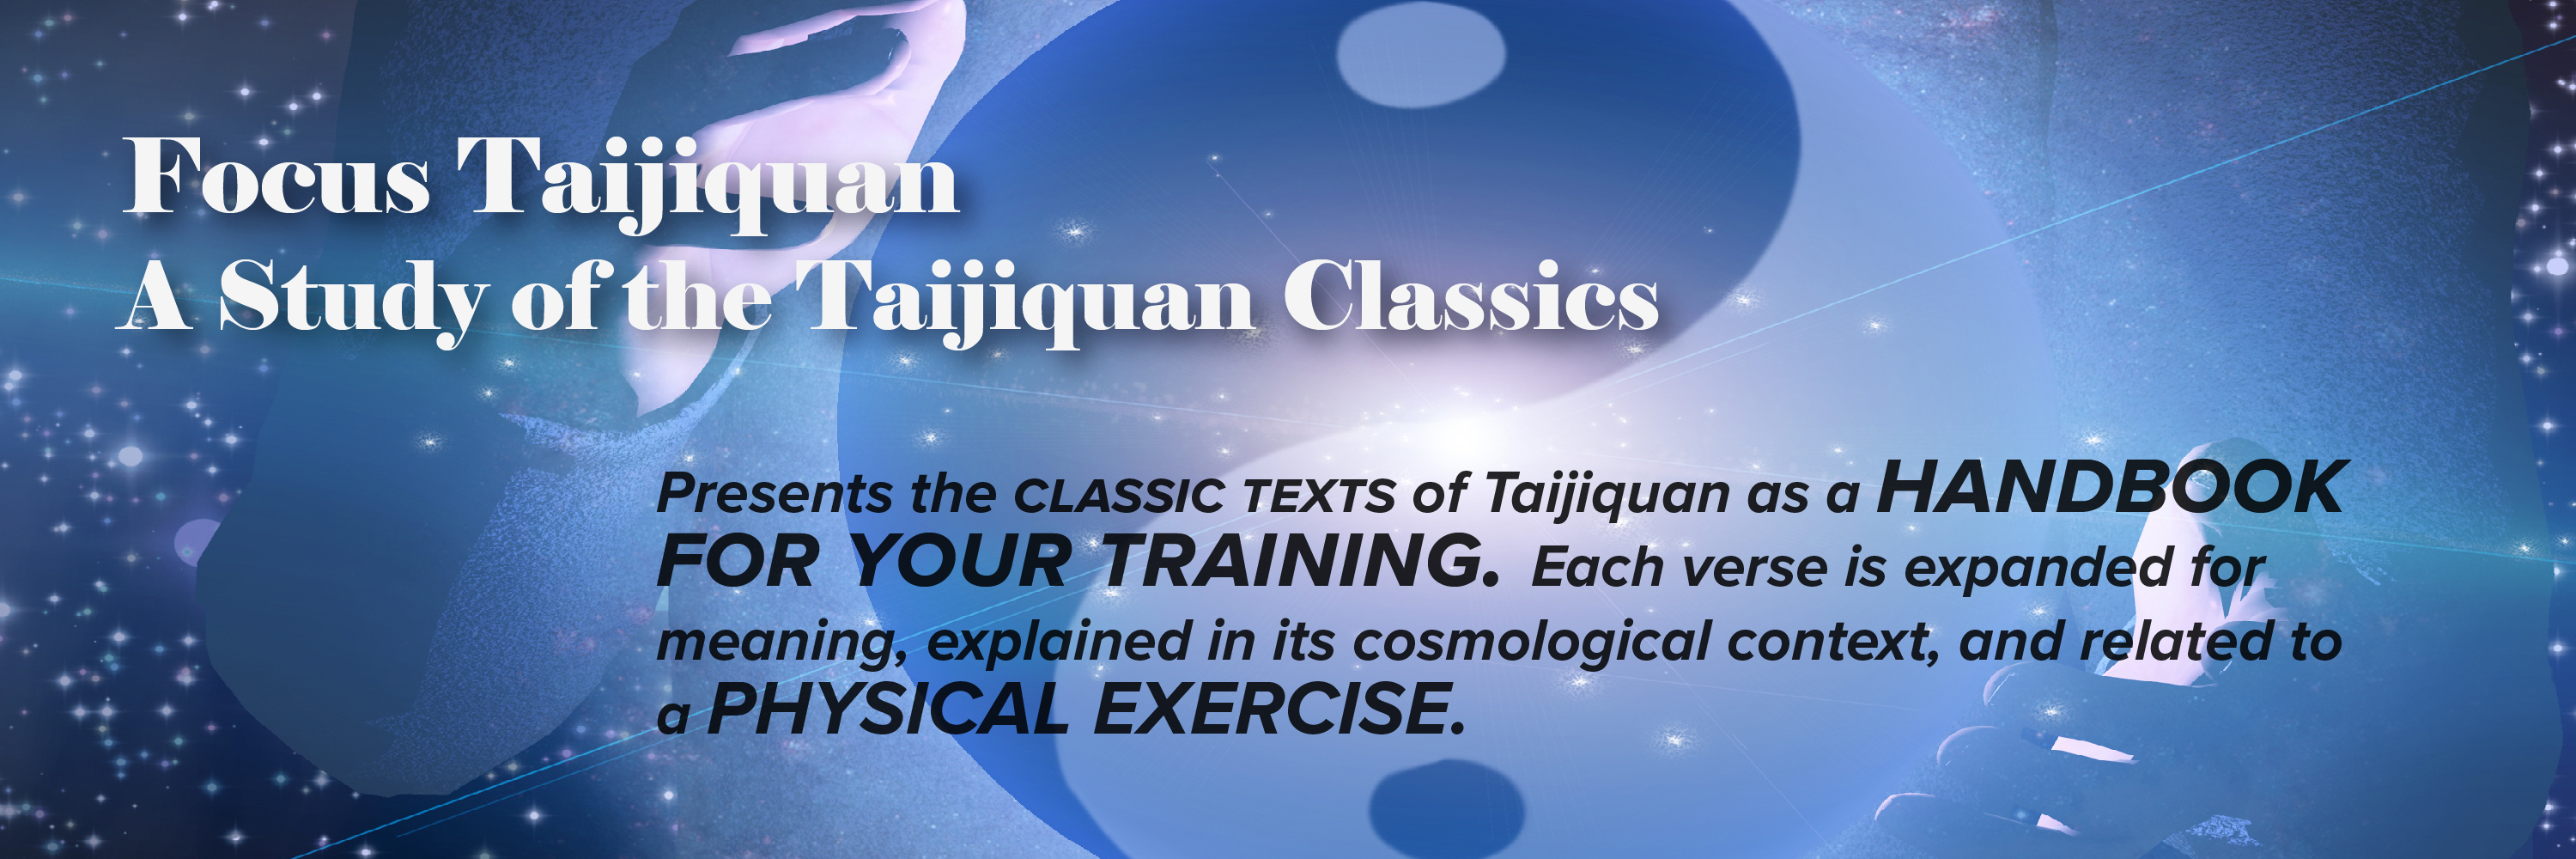 Focus Taijiquan
A Study of the Taijiquan Classics
Presents the CLASSIC TEXTS of Taijiquan as a HANDBOOK
FOR YOUR TRAINING. Each verse is expanded for
meaning, explained in its cosmological context, and related to
a PHYSICAL EXERCISE.